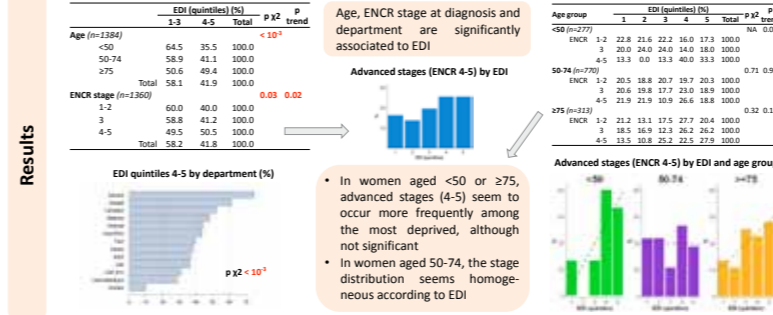 Results
EDI (quintiles) (%) p χ2 p
1-3 4-5 Total trend
Age (n=1384) < 10⁻³
<50 64.5 35.5 100.0
50-74 58.9 41.1 100.0
≥75 50.6 49.4 100.0
Total 58.1 41.9 100.0
ENCR stage (n=1360) 0.03 0.02
1-2 60.0 40.0 100.0
3 58.8 41.2 100.0
4-5 49.5 50.5 100.0
Total 58.2 41.8 100.0
EDI quintiles 4-5 by department (%)
p χ2 < 10⁻³
Age, ENCR stage at diagnosis and
department are significantly
associated to EDI
Advanced stages (ENCR 4-5) by EDI
• In women aged <50 or ≥75,
advanced stages (4-5) seem to
occur more frequently among
the most deprived, although
not significant
• In women aged 50-74, the stage
distribution seems homoge-
neous according to EDI
Age group EDI (quintiles) (%) p χ2
1 2 3 4 5 Total
<50 (n=277) NA
ENCR 1-2 22.8 21.6 22.2 16.0 17.3 100.0
3 20.0 24.0 24.0 14.0 18.0 100.0
4-5 13.3 0.0 13.3 40.0 33.3 100.0
50-74 (n=770) 0.71
ENCR 1-2 20.5 18.8 20.7 19.7 20.3 100.0
3 20.6 19.8 17.7 23.0 18.9 100.0
4-5 21.9 21.9 10.9 26.6 18.8 100.0
≥75 (n=313) 0.32
ENCR 1-2 21.2 13.1 17.5 27.7 20.4 100.0
3 18.5 16.9 12.3 26.2 26.2 100.0
4-5 13.5 10.8 25.2 22.5 27.9 100.0
Advanced stages (ENCR 4-5) by EDI and age grou
<50 50-74 >=75